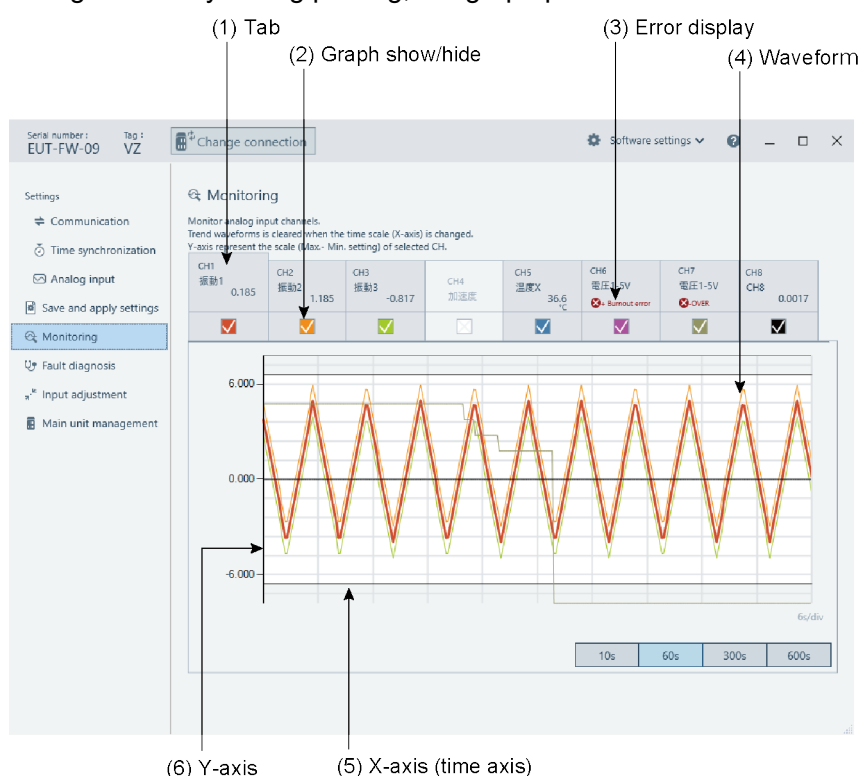 (1) Tab
(2) Graph show/hide
(3) Error display
(4) Waveform
Serial number :
EUT-FW-09
Tag :
VZ
Change connection
Software settings
Settings
Communication
Time synchronization
Analog input
Save and apply settings
Monitoring
Fault diagnosis
Input adjustment
Main unit management
Monitoring
Monitor analog input channels.
Trend waveforms is cleared when the time scale (X-axis) is changed.
Y-axis represent the scale (Max.- Min. setting) of selected CH.
CH1
振動1
0.185
CH2
振動2
1.185
CH3
振動3
-0.817
CH4
加速度
CH5
温度X
36.6
℃
CH6
電圧1-5V
+ Burnout error
CH7
電圧1-5V
-OVER
CH8
CH8
0.0017
6.000
0.000
-6.000
6s/div
10s
60s
300s
600s
(6) Y-axis
(5) X-axis (time axis)